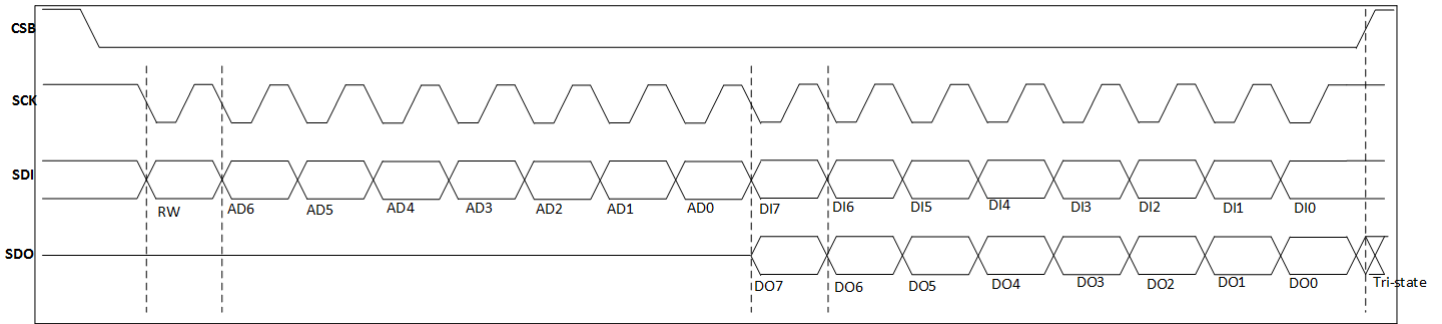 CSB
SCK
SDI
RW AD6 AD5 AD4 AD3 AD2 AD1 AD0 DI7 DI6 DI5 DI4 DI3 DI2 DI1 DI0
SDO
DO7 DO6 DO5 DO4 DO3 DO2 DO1 DO0 Tri-state